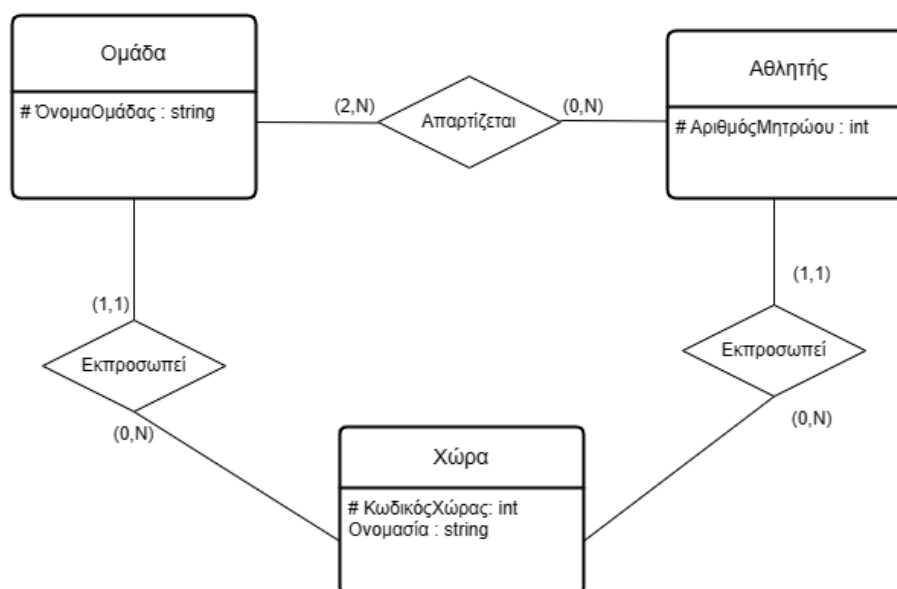 Ομάδα
# ΌνομαΟμάδας : string
(2,N)
Απαρτίζεται
(0,N)
Αθλητής
# ΑριθμόςΜητρώου : int
(1,1)
Εκπροσωπεί
(0,N)
(1,1)
Εκπροσωπεί
(0,N)
Χώρα
# ΚωδικόςΧώρας: int
Ονομασία : string